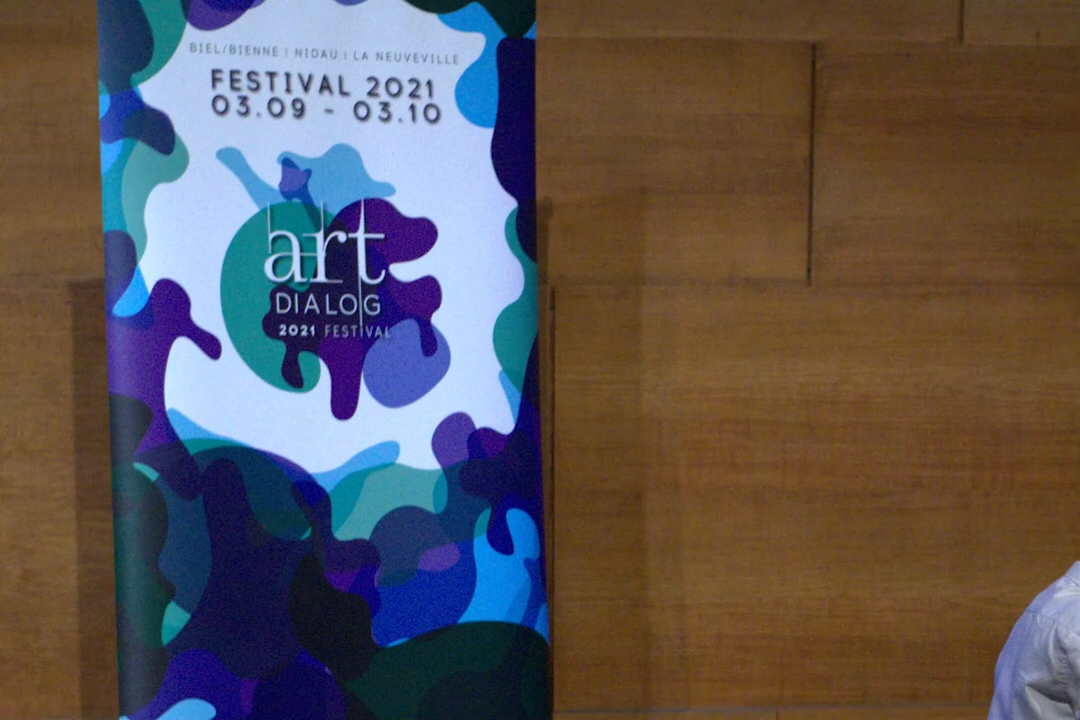 BIEL/BIENNE | NIDAU | LA NEUVEVILLE
FESTIVAL 2021
03.09 - 03.10
art
DIALOG
2021 FESTIVAL